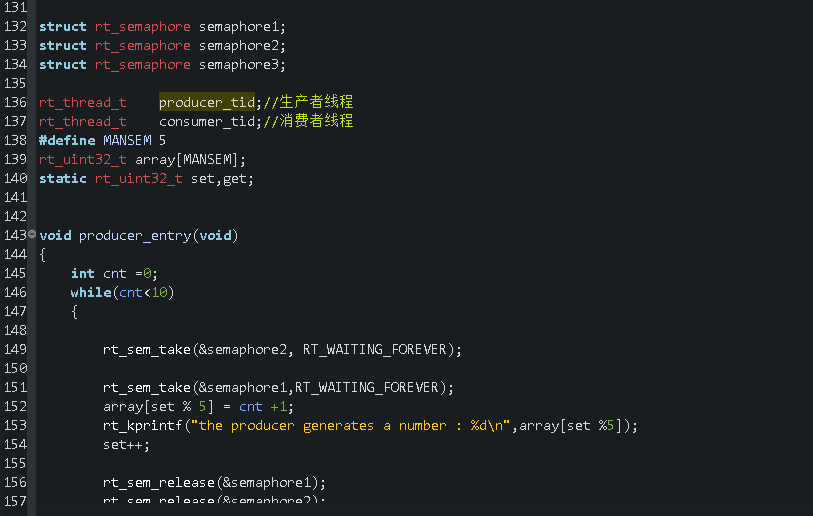 131
132 struct rt_semaphore semaphore1;
133 struct rt_semaphore semaphore2;
134 struct rt_semaphore semaphore3;
135
136 rt_thread_t    producer_tid;//生产者线程
137 rt_thread_t    consumer_tid;//消费者线程
138 #define MANSEM 5
139 rt_uint32_t array[MANSEM];
140 static rt_uint32_t set,get;
141
142
143 void producer_entry(void)
144 {
145     int cnt =0;
146     while(cnt<10)
147     {
148
149         rt_sem_take(&semaphore2, RT_WAITING_FOREVER);
150
151         rt_sem_take(&semaphore1,RT_WAITING_FOREVER);
152         array[set % 5] = cnt +1;
153         rt_kprintf("the producer generates a number : %d\n",array[set %5]);
154         set++;
155
156         rt_sem_release(&semaphore1);
157         rt_sem_release(&semaphore2);